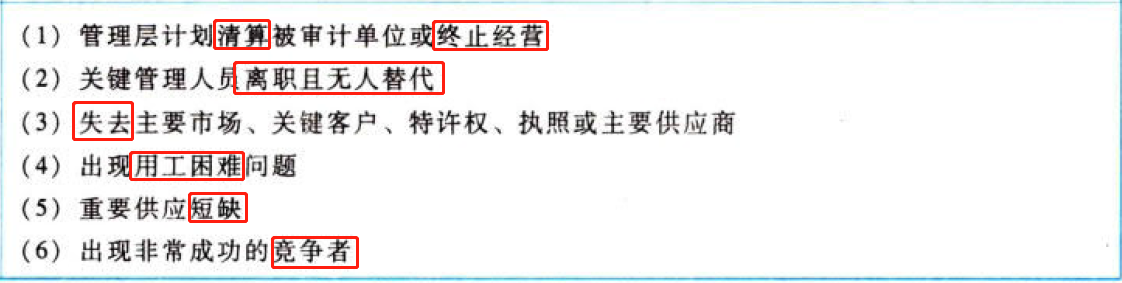 (1) 管理层计划清算被审计单位或终止经营
(2) 关键管理人员离职且无人替代
(3) 失去主要市场、关键客户、特许权、执照或主要供应商
(4) 出现用工困难问题
(5) 重要供应短缺
(6) 出现非常成功的竞争者